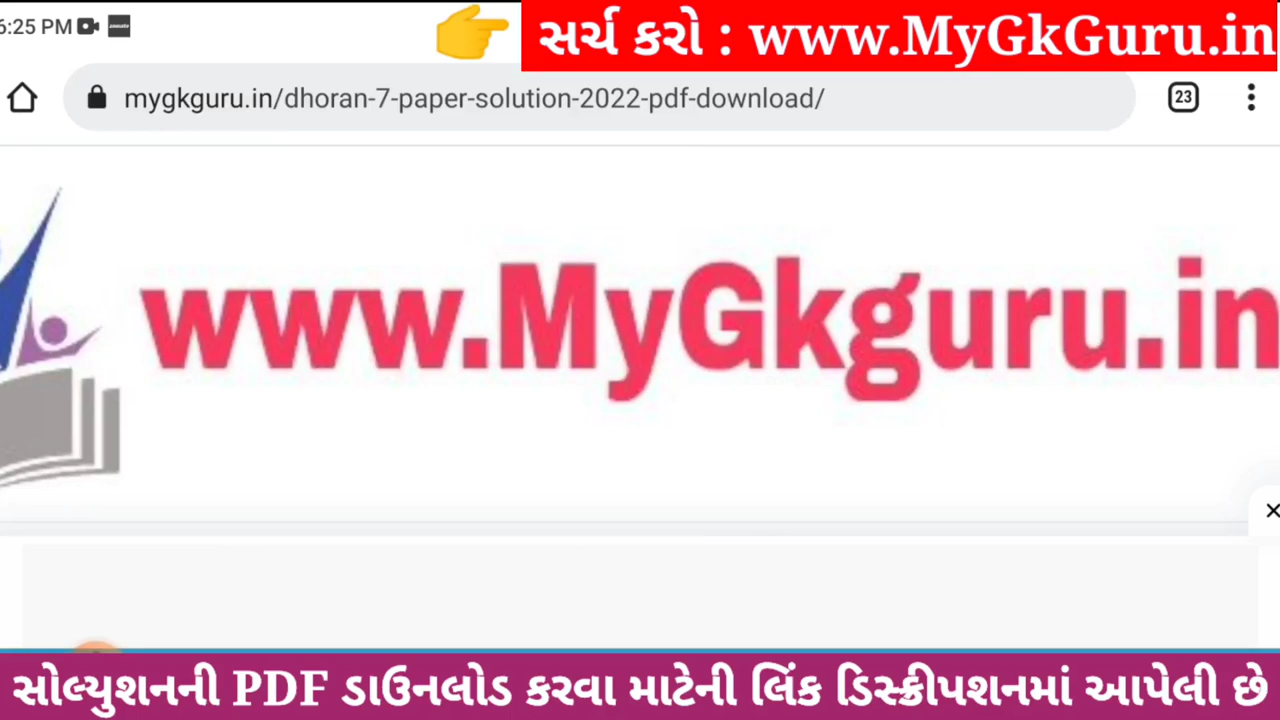 6:25 PM
સર્ચ કરો : www.MyGkGuru.in
mygkguru.in/dhoran-7-paper-solution-2022-pdf-download/
23
www.MyGkguru.in
સોલ્યુશનની PDF ડાઉનલોડ કરવા માટેની લિંક ડિસ્ક્રીપશનમાં આપેલી છે